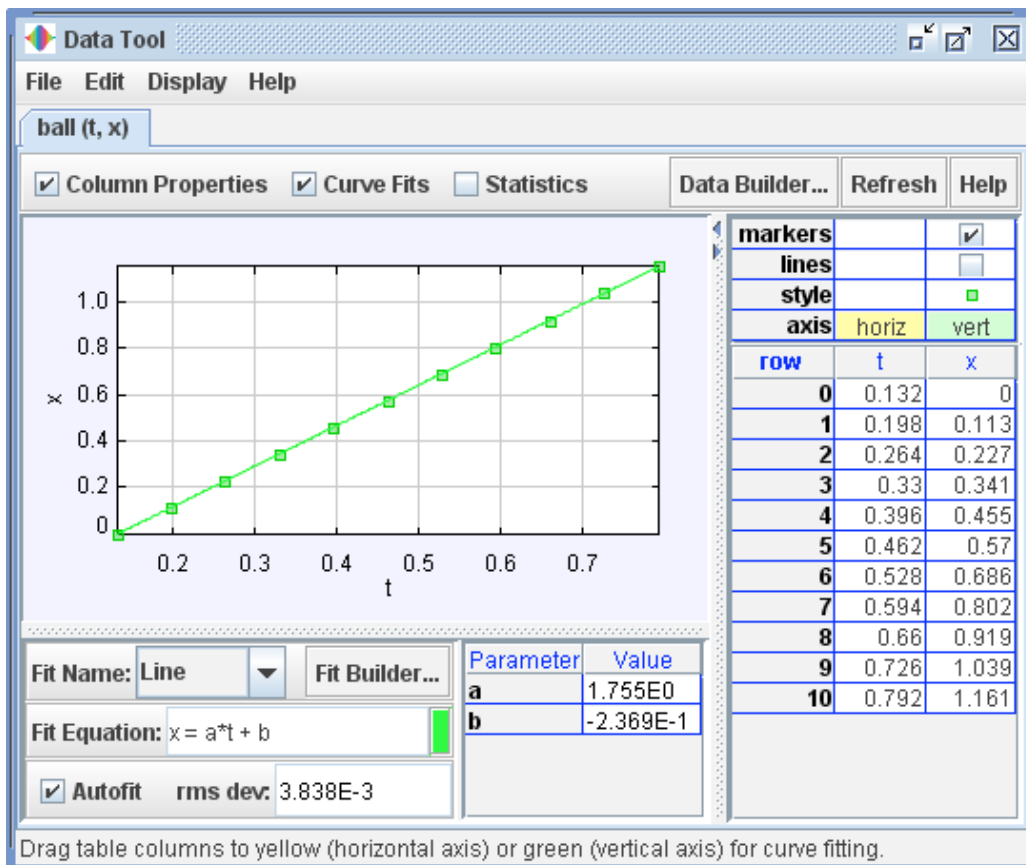 Data Tool
File Edit Display Help
ball (t, x)
Column Properties Curve Fits Statistics Data Builder... Refresh Help
1.0
0.8
0.6
0.4
0.2
0
x
0.2 0.3 0.4 0.5 0.6 0.7
t
markers
lines
style
axis horiz vert
row t x
0 0.132 0
1 0.198 0.113
2 0.264 0.227
3 0.33 0.341
4 0.396 0.455
5 0.462 0.57
6 0.528 0.686
7 0.594 0.802
8 0.66 0.919
9 0.726 1.039
10 0.792 1.161
Fit Name: Line Fit Builder...
Fit Equation: x = a*t + b
Autofit rms dev: 3.838E-3
Parameter Value
a 1.755E0
b -2.369E-1
Drag table columns to yellow (horizontal axis) or green (vertical axis) for curve fitting.